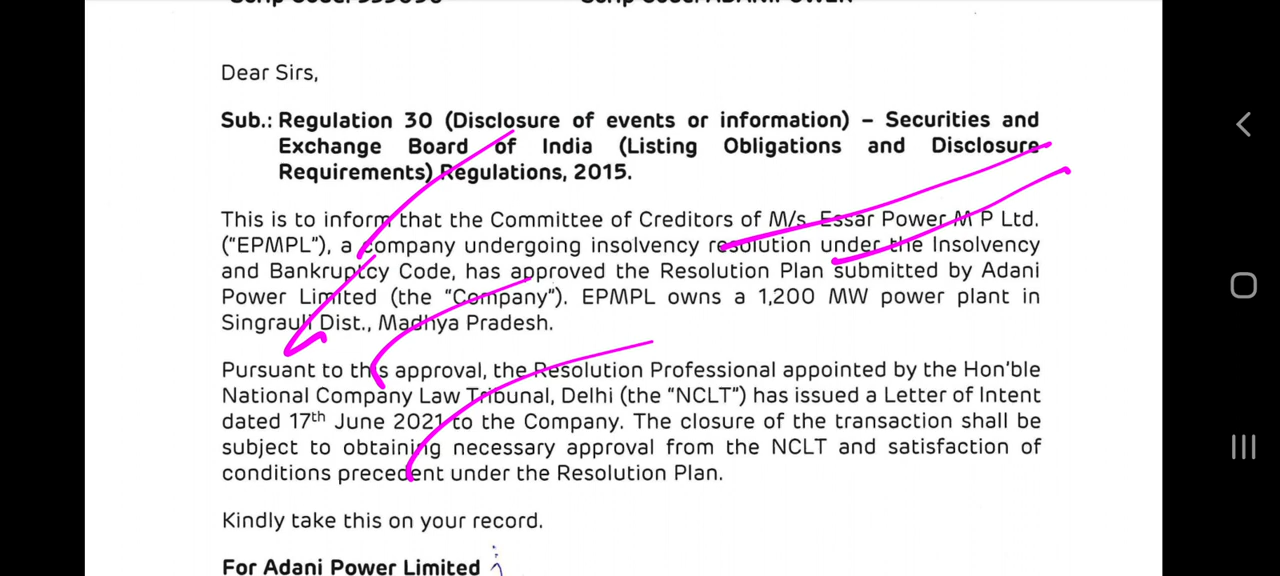 Dear Sirs,
Sub.: Regulation 30 (Disclosure of events or information) – Securities and
Exchange Board of India (Listing Obligations and Disclosure
Requirements) Regulations, 2015.
This is to inform that the Committee of Creditors of M/s. Essar Power M P Ltd.
("EPMPL"), a company undergoing insolvency resolution under the Insolvency
and Bankruptcy Code, has approved the Resolution Plan submitted by Adani
Power Limited (the "Company"). EPMPL owns a 1,200 MW power plant in
Singrauli Dist., Madhya Pradesh.
Pursuant to this approval, the Resolution Professional appointed by the Hon'ble
National Company Law Tribunal, Delhi (the "NCLT") has issued a Letter of Intent
dated 17th June 2021 to the Company. The closure of the transaction shall be
subject to obtaining necessary approval from the NCLT and satisfaction of
conditions precedent under the Resolution Plan.
Kindly take this on your record.
For Adani Power Limited